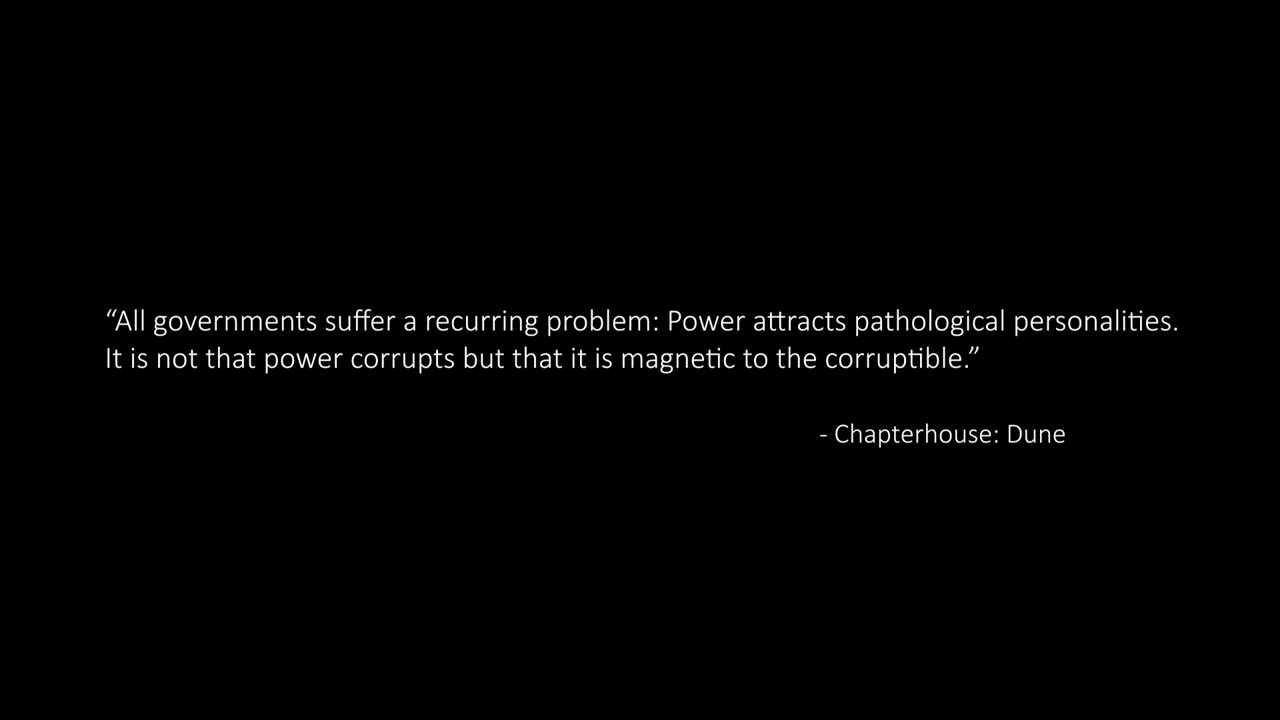 “All governments suffer a recurring problem: Power attracts pathological personalities.
It is not that power corrupts but that it is magnetic to the corruptible.”
- Chapterhouse: Dune